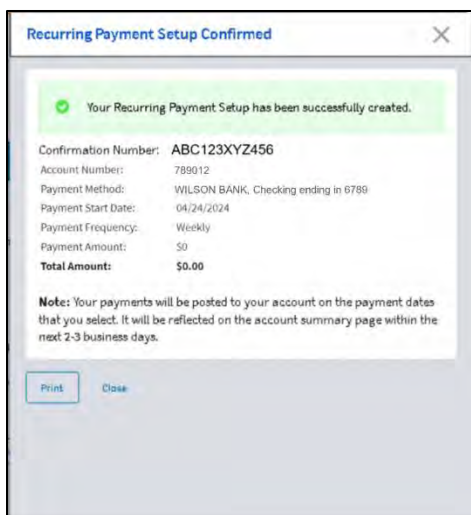 Recurring Payment Setup Confirmed
Your Recurring Payment Setup has been successfully created.
Confirmation Number: ABC123XYZ456
Account Number: 789012
Payment Method: WILSON BANK, Checking ending in 6789
Payment Start Date: 04/24/2024
Payment Frequency: Weekly
Payment Amount: $0
Total Amount: $0.00
Note: Your payments will be posted to your account on the payment dates
that you select. It will be reflected on the account summary page within the
next 2-3 business days.
Print Close